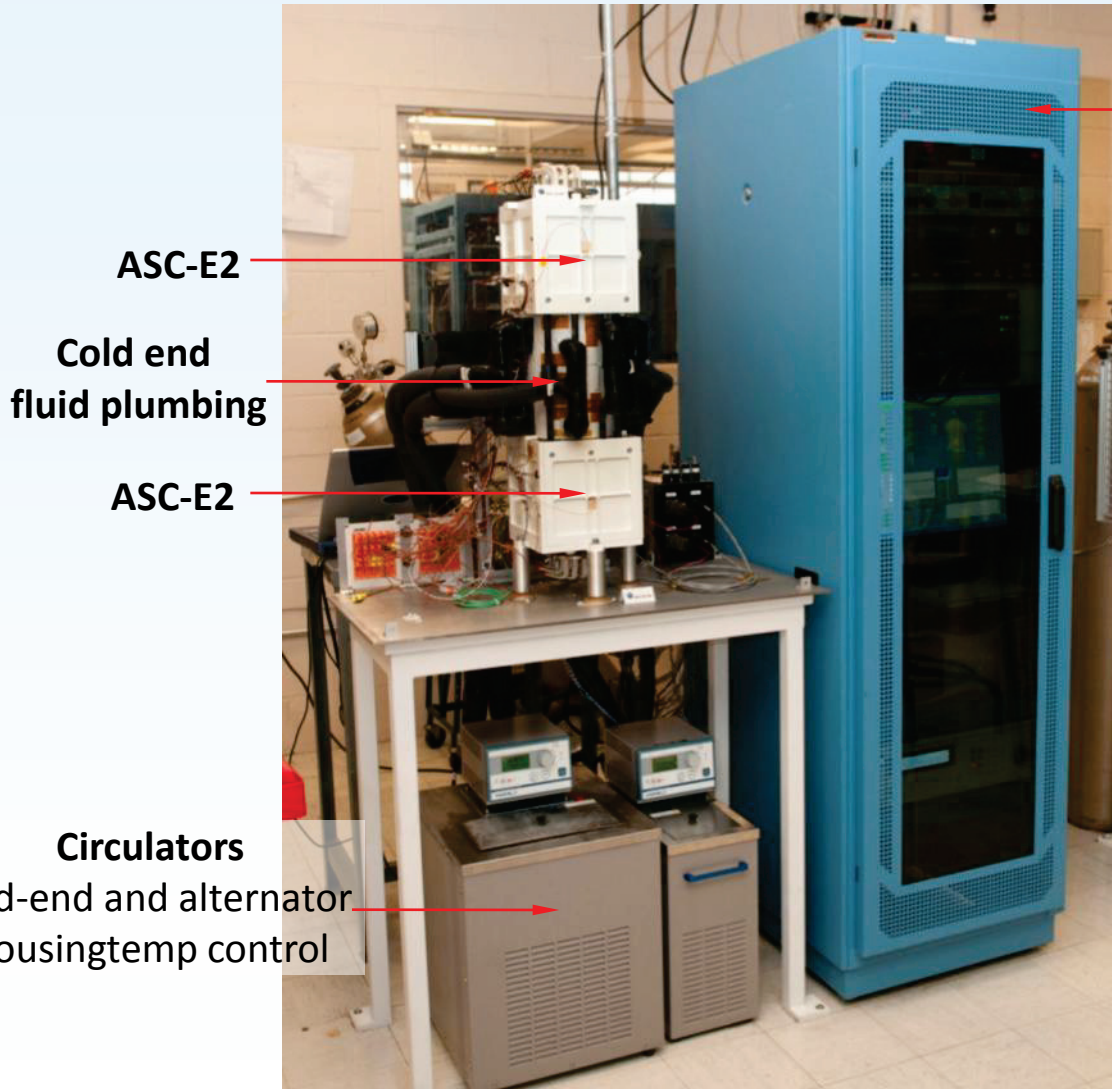 ASC-E2
Cold end
fluid plumbing
ASC-E2
Circulators
d-end and alternator
ousingtemp control